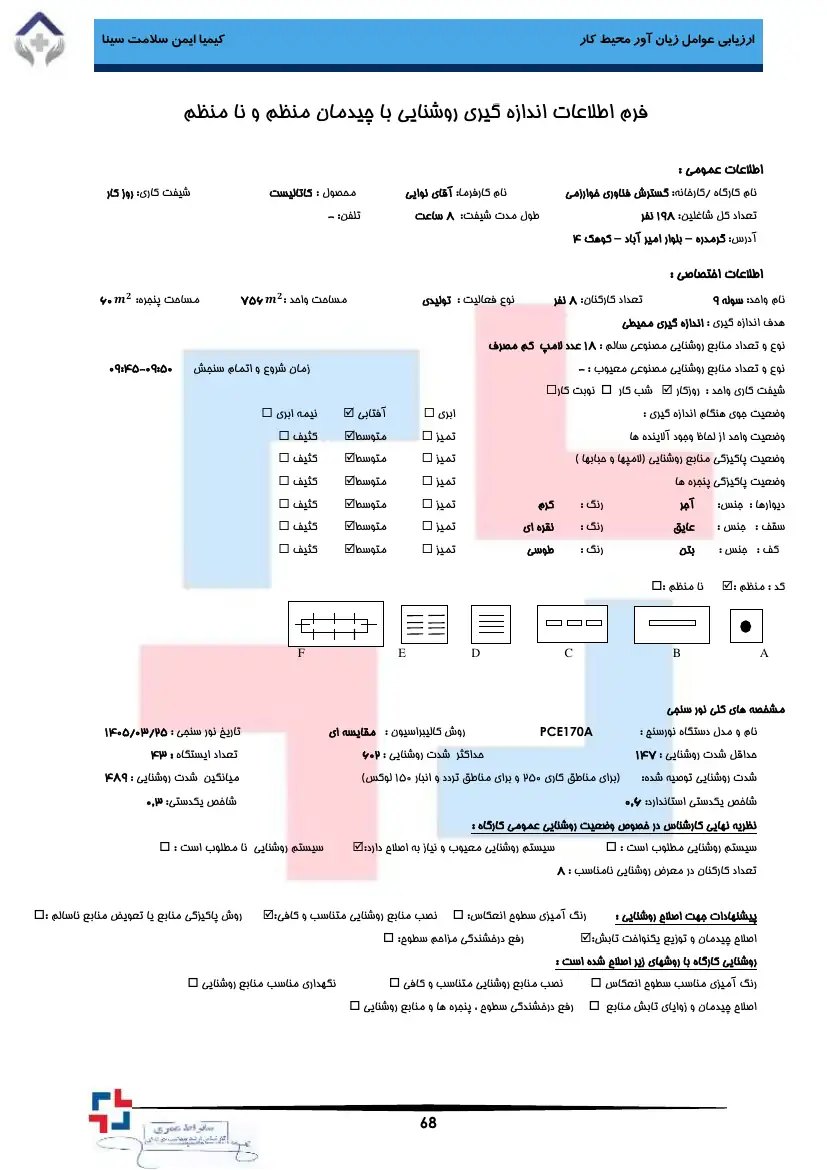 ارزیابی عوامل زیان آور محیط کار کیمیا ایمن سلامت سینا
فرم اطلاعات اندازه گیری روشنایی با چیدمان منظم و نا منظم
اطلاعات عمومی :
نام کارگاه /کارخانه: گسترش فناوری خوارزمی نام کارفرما: آقای نوایی محصول : کاتالیست شیفت کاری: روز کار
تعداد کل شاغلین: ۱۹۸ نفر طول مدت شیفت: ۸ ساعت تلفن: -
آدرس: گرمدره – بلوار امیر آباد – کوهک ۴
اطلاعات اختصاصی :
نام واحد: سوله ۹ تعداد کارکنان: ۸ نفر نوع فعالیت : تولیدی مساحت واحد : ۷۵۶ m² مساحت پنجره: ۶۰ m²
هدف اندازه گیری : اندازه گیری محیطی
نوع و تعداد منابع روشنایی مصنوعی سالم : ۱۸ عدد لامپ کم مصرف
نوع و تعداد منابع روشنایی مصنوعی معیوب : - زمان شروع و اتمام سنجش ۰۹:۴۵-۰۹:۵۰
شیفت کاری واحد : روزکار ☑ شب کار ☐ نوبت کار☐
وضعیت جوی هنگام اندازه گیری : ابری ☐ آفتابی ☑ نیمه ابری ☐
وضعیت واحد از لحاظ وجود آلاینده ها تمیز ☐ متوسط☑ کثیف ☐
وضعیت پاکیزگی منابع روشنایی (لامپها و حبابها ) تمیز ☐ متوسط☑ کثیف ☐
وضعیت پاکیزگی پنجره ها تمیز ☐ متوسط☑ کثیف ☐
دیوارها : جنس: آجر رنگ : کرم تمیز ☐ متوسط☑ کثیف ☐
سقف : جنس : عایق رنگ : نقره ای تمیز ☐ متوسط☑ کثیف ☐
کف : جنس : بتن رنگ : طوسی تمیز ☐ متوسط☑ کثیف ☐
کد : منظم :☑ نا منظم :☐
F E D C B A
مشخصه های کلی نور سنجی
نام و مدل دستگاه نورسنج : PCE170A روش کالیبراسیون : مقایسه ای تاریخ نور سنجی : ۱۴۰۵/۰۳/۲۵
حداقل شدت روشنایی : ۱۴۷ حداکثر شدت روشنایی : ۶۰۲ تعداد ایستگاه : ۴۳
شدت روشنایی توصیه شده: (برای مناطق کاری ۲۵۰ و برای مناطق تردد و انبار ۱۵۰ لوکس) میانگین شدت روشنایی : ۴۸۹
شاخص یکدستی استاندارد: ۰,۶ شاخص یکدستی: ۰,۳
نظریه نهایی کارشناس در خصوص وضعیت روشنایی عمومی کارگاه :
سیستم روشنایی مطلوب است : ☐ سیستم روشنایی معیوب و نیاز به اصلاح دارد:☑ سیستم روشنایی نا مطلوب است : ☐
تعداد کارکنان در معرض روشنایی نامناسب : ۸
پیشنهادات جهت اصلاح روشنایی : رنگ آمیزی سطوح انعکاس: ☐ نصب منابع روشنایی متناسب و کافی:☑ روش پاکیزگی منابع یا تعویض منابع ناسالم :☐
اصلاح چیدمان و توزیع یکنواخت تابش:☑ رفع درخشندگی مزاحم سطوح: ☐
روشنایی کارگاه با روشهای زیر اصلاح شده است :
رنگ آمیزی مناسب سطوح انعکاس ☐ نصب منابع روشنایی متناسب و کافی ☐ نگهداری مناسب منابع روشنایی ☐
اصلاح چیدمان و زوایای تابش منابع ☐ رفع درخشندگی سطوح ، پنجره ها و منابع روشنایی ☐
68